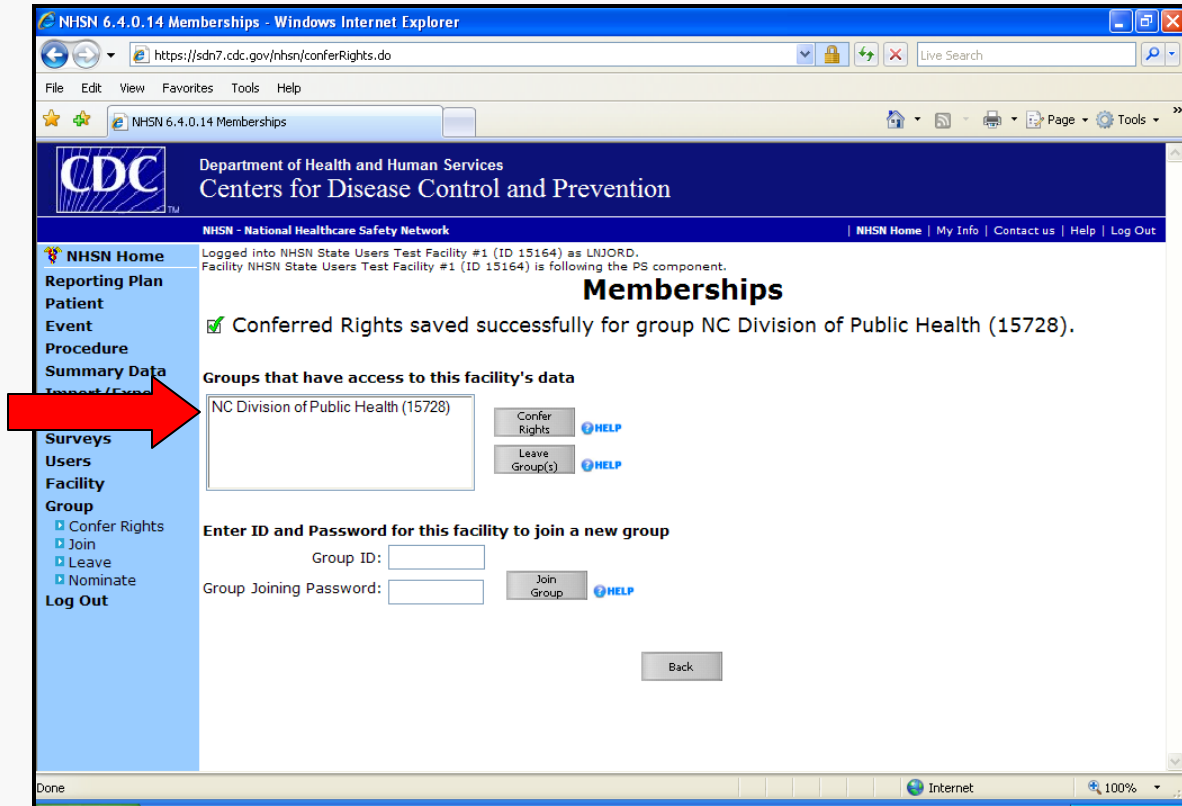 NHSN 6.4.0.14 Memberships - Windows Internet Explorer
https://sdn7.cdc.gov/nhsn/conferRights.do
Live Search
File Edit View Favorites Tools Help
NHSN 6.4.0.14 Memberships
Page Tools
CDC
TM
Department of Health and Human Services
Centers for Disease Control and Prevention
NHSN - National Healthcare Safety Network
| NHSN Home | My Info | Contact us | Help | Log Out
NHSN Home
Reporting Plan
Patient
Event
Procedure
Summary Data
Surveys
Users
Facility
Group
Confer Rights
Join
Leave
Nominate
Log Out
Logged into NHSN State Users Test Facility #1 (ID 15164) as LNJORD.
Facility NHSN State Users Test Facility #1 (ID 15164) is following the PS component.
Memberships
Conferred Rights saved successfully for group NC Division of Public Health (15728).
Groups that have access to this facility's data
NC Division of Public Health (15728)
Confer
Rights
HELP
Leave
Group(s)
HELP
Enter ID and Password for this facility to join a new group
Group ID:
Group Joining Password:
Join
Group
HELP
Back
Done
Internet
100%